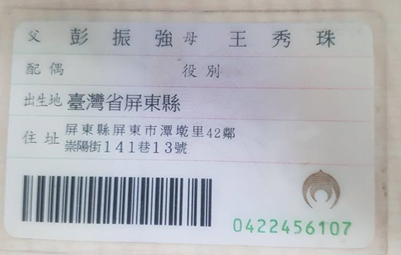 父 彭振強 母 王秀珠
配偶 役別
出生地 臺灣省屏東縣
住址 屏東縣屏東市潭墘里42鄰
崇陽街141巷13號
0422456107